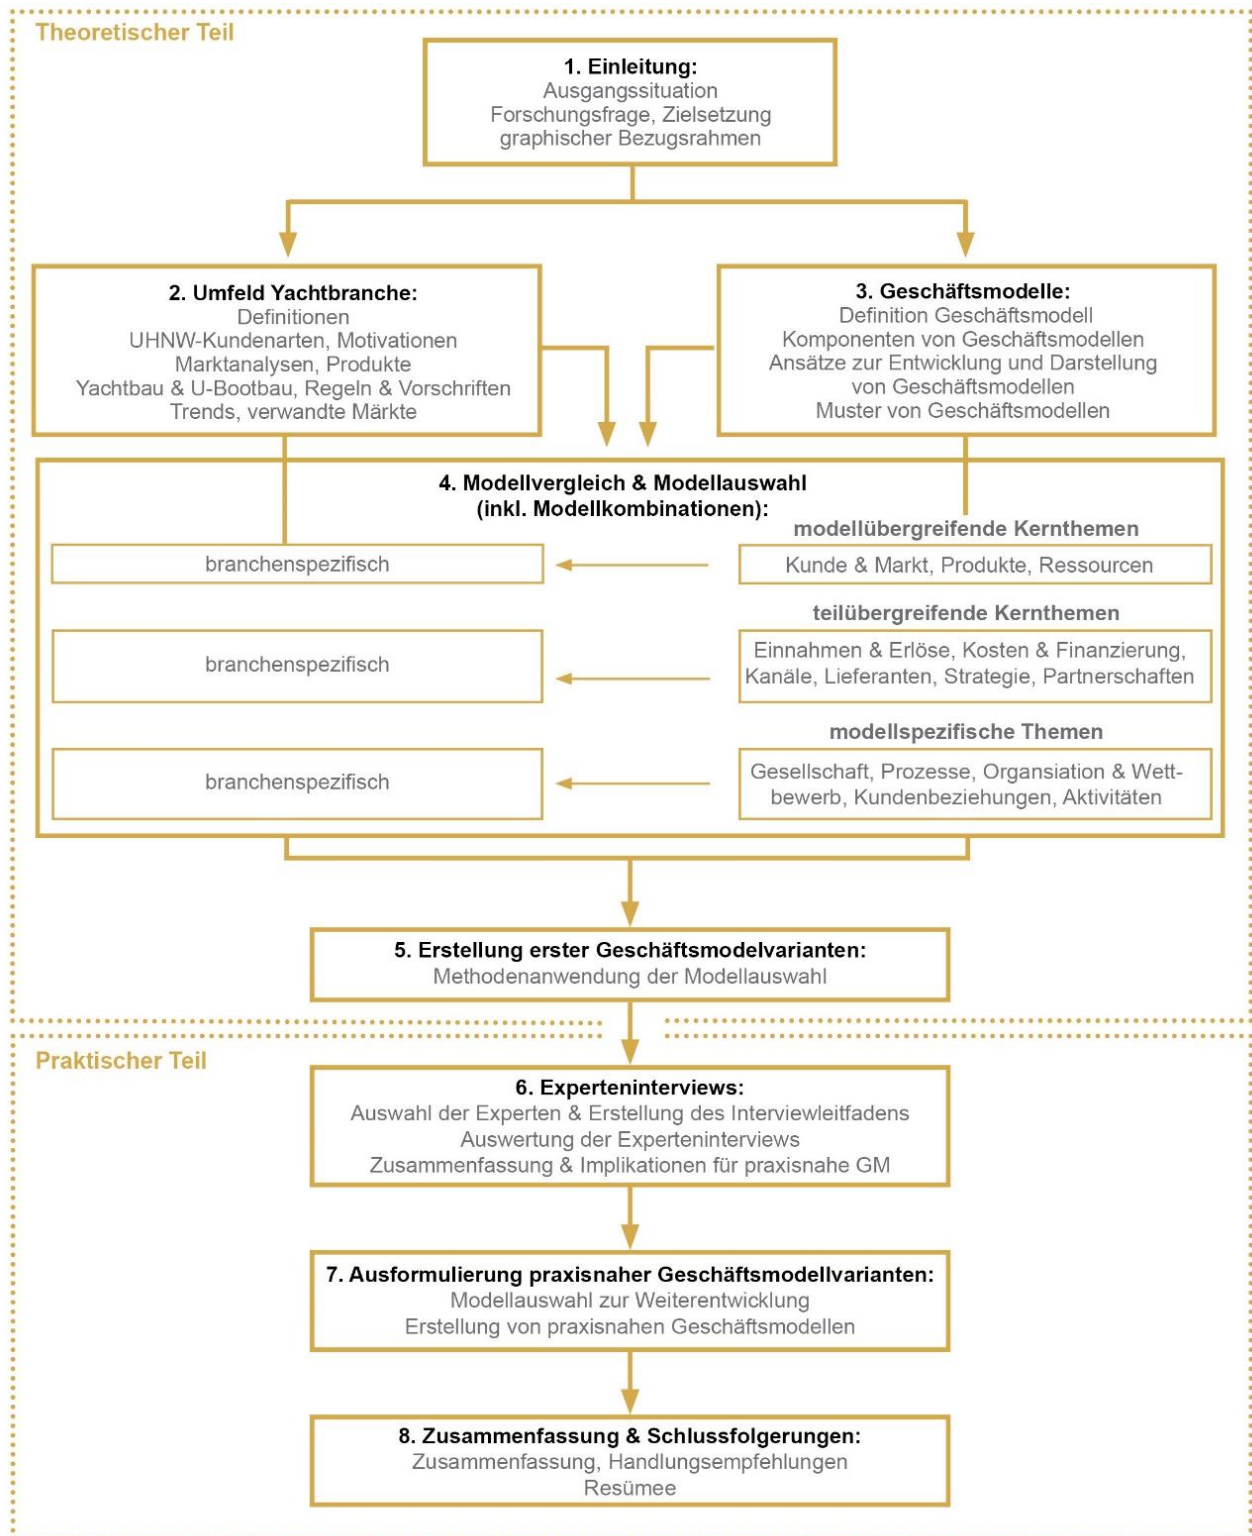 Theoretischer Teil
1. Einleitung:
Ausgangssituation
Forschungsfrage, Zielsetzung
graphischer Bezugsrahmen
2. Umfeld Yachtbranche:
Definitionen
UHNW-Kundenarten, Motivationen
Marktanalysen, Produkte
Yachtbau & U-Bootbau, Regeln & Vorschriften
Trends, verwandte Märkte
3. Geschäftsmodelle:
Definition Geschäftsmodell
Komponenten von Geschäftsmodellen
Ansätze zur Entwicklung und Darstellung
von Geschäftsmodellen
Muster von Geschäftsmodellen
4. Modellvergleich & Modellauswahl
(inkl. Modellkombinationen):
modellübergreifende Kernthemen
branchenspezifisch
Kunde & Markt, Produkte, Ressourcen
teilübergreifende Kernthemen
branchenspezifisch
Einnahmen & Erlöse, Kosten & Finanzierung,
Kanäle, Lieferanten, Strategie, Partnerschaften
modellspezifische Themen
branchenspezifisch
Gesellschaft, Prozesse, Organsiation & Wett-
bewerb, Kundenbeziehungen, Aktivitäten
5. Erstellung erster Geschäftsmodelvarianten:
Methodenanwendung der Modellauswahl
Praktischer Teil
6. Experteninterviews:
Auswahl der Experten & Erstellung des Interviewleitfadens
Auswertung der Experteninterviews
Zusammenfassung & Implikationen für praxisnahe GM
7. Ausformulierung praxisnaher Geschäftsmodellvarianten:
Modellauswahl zur Weiterentwicklung
Erstellung von praxisnahen Geschäftsmodellen
8. Zusammenfassung & Schlussfolgerungen:
Zusammenfassung, Handlungsempfehlungen
Resümee